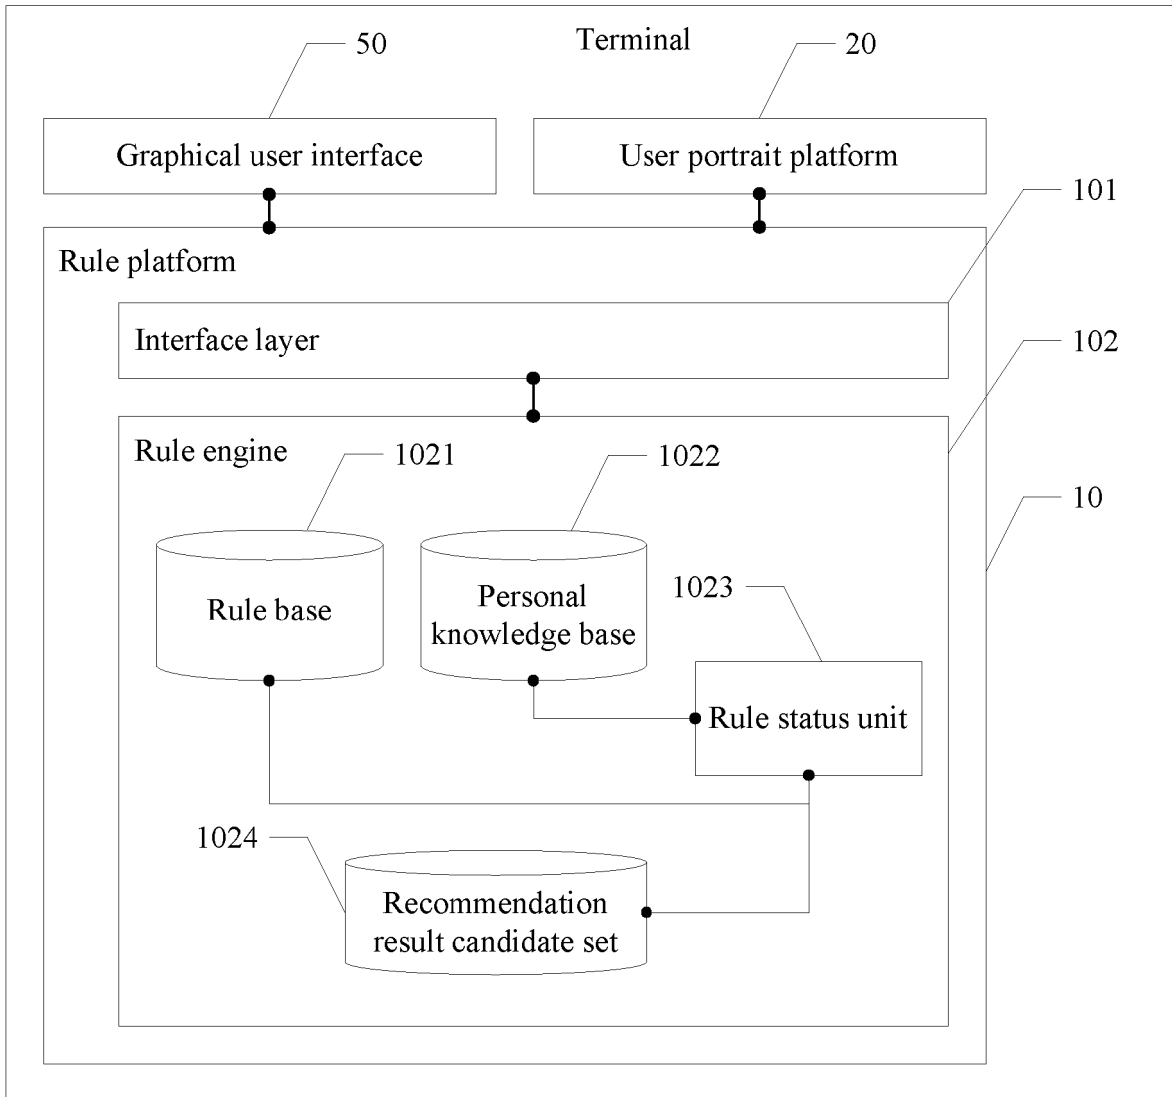 Terminal
50
20
Graphical user interface
User portrait platform
101
Rule platform
Interface layer
102
Rule engine
1021
1022
10
Rule base
Personal
knowledge base
1023
Rule status unit
1024
Recommendation
result candidate set